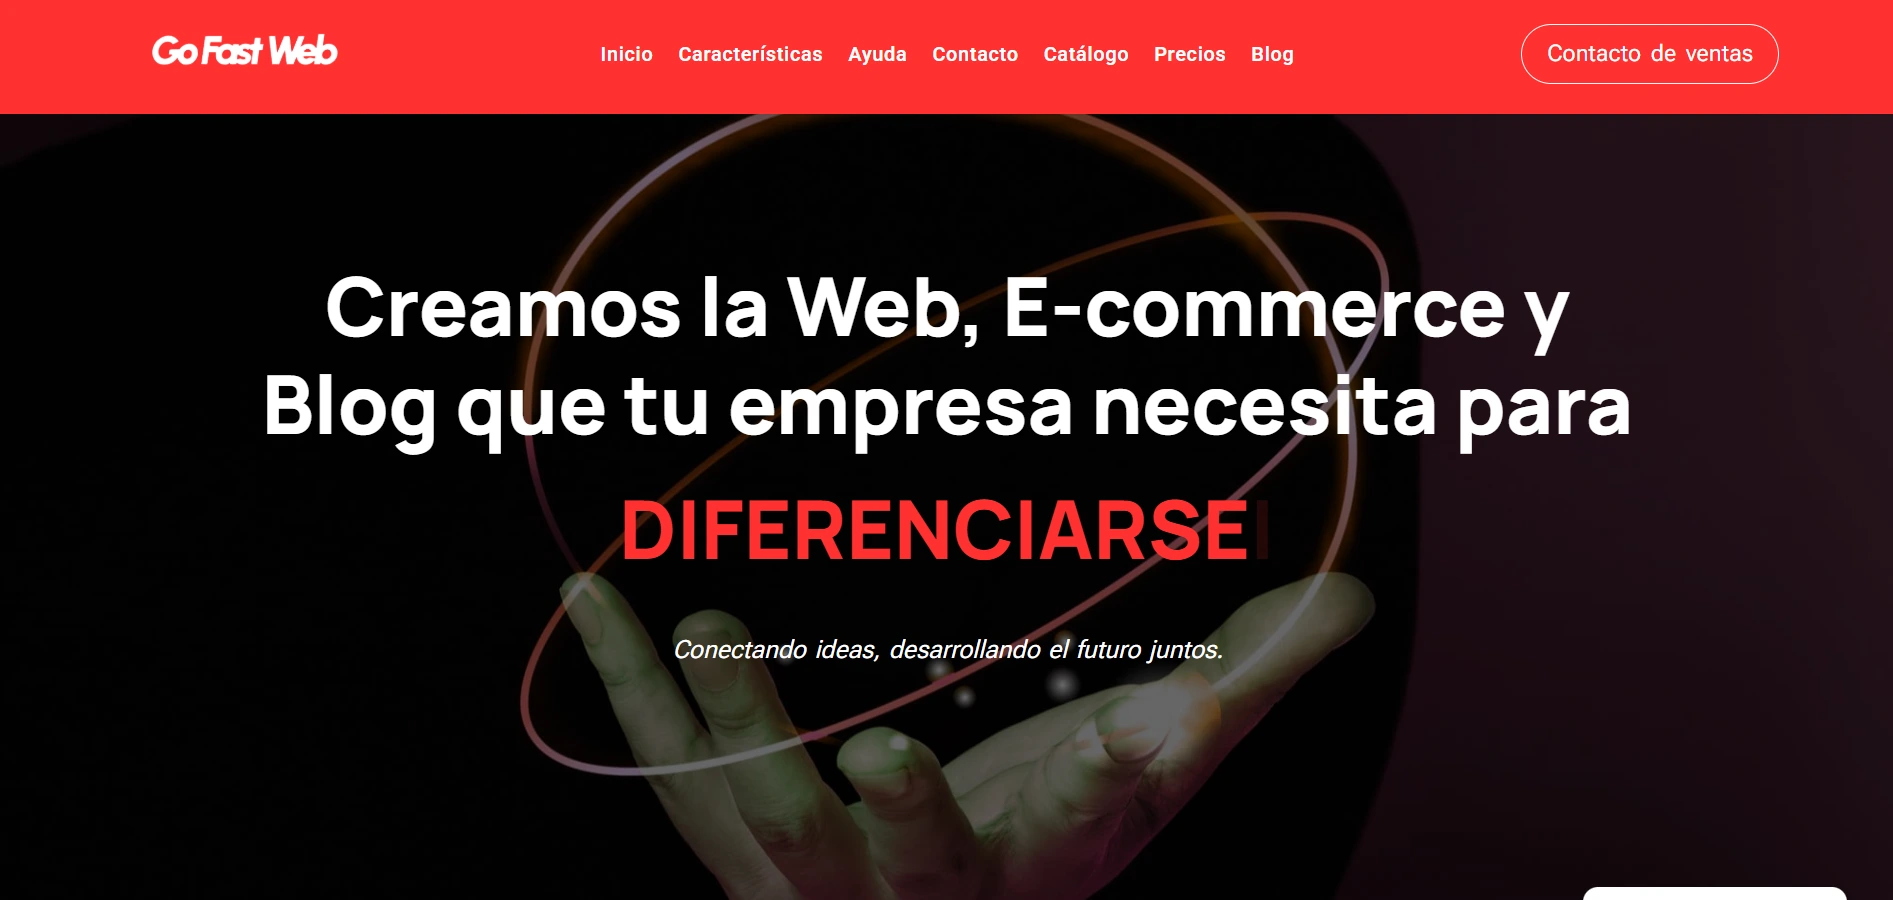 Go Fast Web
Inicio Características Ayuda Contacto Catálogo Precios Blog
Contacto de ventas
Creamos la Web, E-commerce y
Blog que tu empresa necesita para
DIFERENCIARSE
Conectando ideas, desarrollando el futuro juntos.